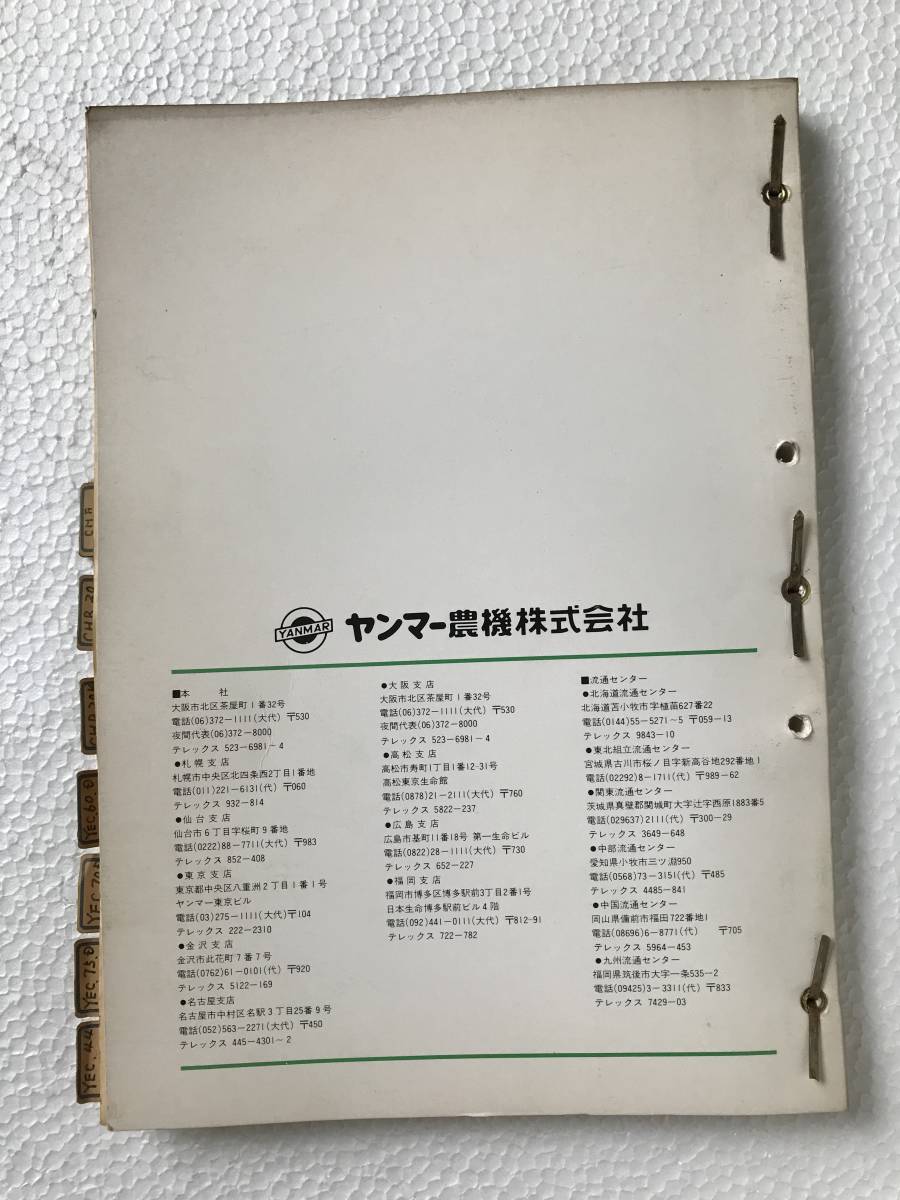 YANMAR
ヤンマー農機株式会社
■本　社
大阪市北区茶屋町1番32号
電話(06)372-1111(大代)〒530
夜間代表(06)372-8000
テレックス 523-6981~4
●札幌支店
札幌市中央区北四条西2丁目1番地
電話(011)221-6131(代)〒060
テレックス 932-814
●仙台支店
仙台市6丁目字桜町9番地
電話(0222)88-7711(大代)〒983
テレックス 852-408
●東京支店
東京都中央区八重洲2丁目1番1号
ヤンマー東京ビル
電話(03)275-1111(大代)〒104
テレックス 222-2310
●金沢支店
金沢市此花町7番7号
電話(0762)61-0101(代)〒920
テレックス 5122-169
●名古屋支店
名古屋市中村区名駅3丁目25番9号
電話(052)563-2271(大代)〒450
テレックス 445-4301~2
●大阪支店
大阪市北区茶屋町1番32号
電話(06)372-1111(大代)〒530
夜間代表(06)372-8000
テレックス 523-6981~4
●高松支店
高松市寿町1丁目1番12-31号
高松東京生命館
電話(0878)21-2111(大代)〒760
テレックス 5822-237
●広島支店
広島市基町11番18号 第一生命ビル
電話(0822)28-1111(大代)〒730
テレックス 652-227
●福岡支店
福岡市博多区博多駅前3丁目2番1号
日本生命博多駅前ビル4階
電話(092)441-0111(大代)〒812-91
テレックス 722-782
■流通センター
●北海道流通センター
北海道苫小牧市字植苗627番22
電話(0144)55-5271~5 〒059-13
テレックス 9843-10
●東北組立流通センター
宮城県古川市桜ノ目字新高谷地292番地1
電話(02292)8-1711(代)〒989-62
●関東流通センター
茨城県真壁郡関城町大字辻字西原1883番5
電話(029637)2111(代)〒300-29
テレックス 3649-648
●中部流通センター
愛知県小牧市三ツ淵950
電話(0568)73-3151(代)〒485
テレックス 4485-841
●中国流通センター
岡山県備前市福田722番地1
電話(08696)6-8771(代)　〒705
テレックス 5964-453
●九州流通センター
福岡県筑後市大字一条535-2
電話(09425)3-3311(代)〒833
テレックス 7429-03
CHR.20
YEC.60.D
YEC.75.D
YEC.44